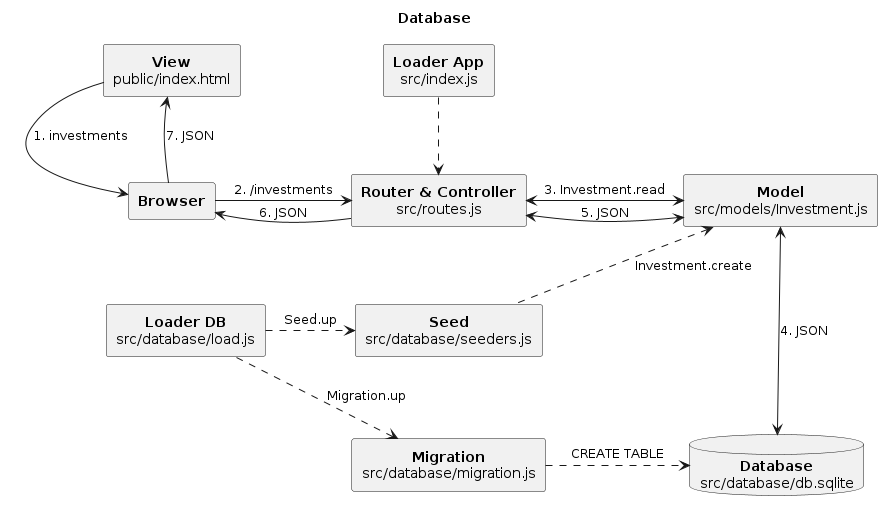 Database
View
public/index.html
Loader App
src/index.js
1. investments
7. JSON
Browser
2. /investments
6. JSON
Router & Controller
src/routes.js
3. Investment.read
5. JSON
Model
src/models/Investment.js
Investment.create
Loader DB
src/database/load.js
Seed.up
Seed
src/database/seeders.js
4. JSON
Migration.up
Migration
src/database/migration.js
CREATE TABLE
Database
src/database/db.sqlite